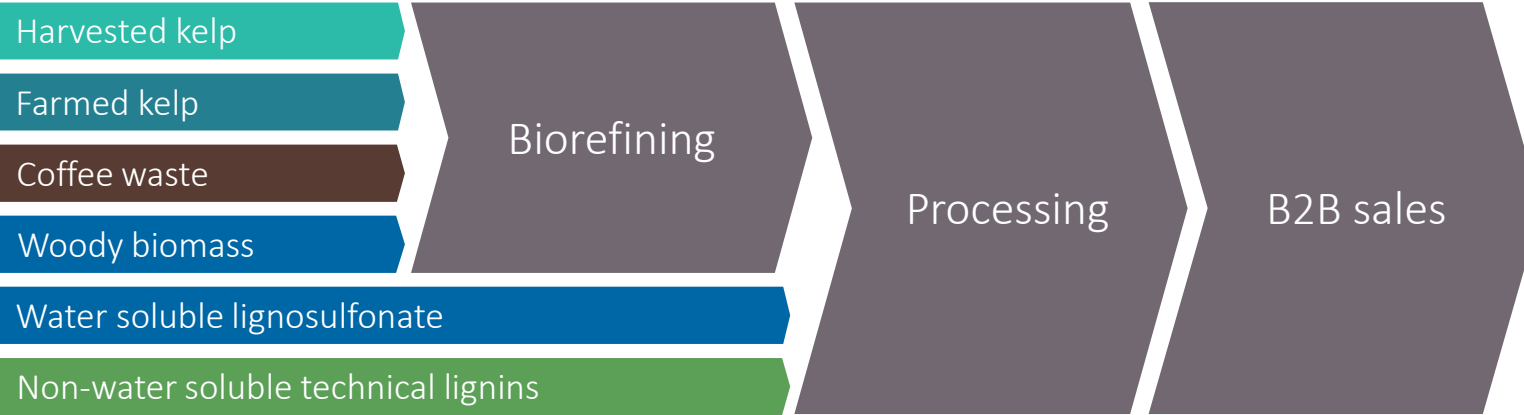 Harvested kelp
Farmed kelp
Coffee waste
Woody biomass
Water soluble lignosulfonate
Non-water soluble technical lignins
Biorefining
Processing
B2B sales